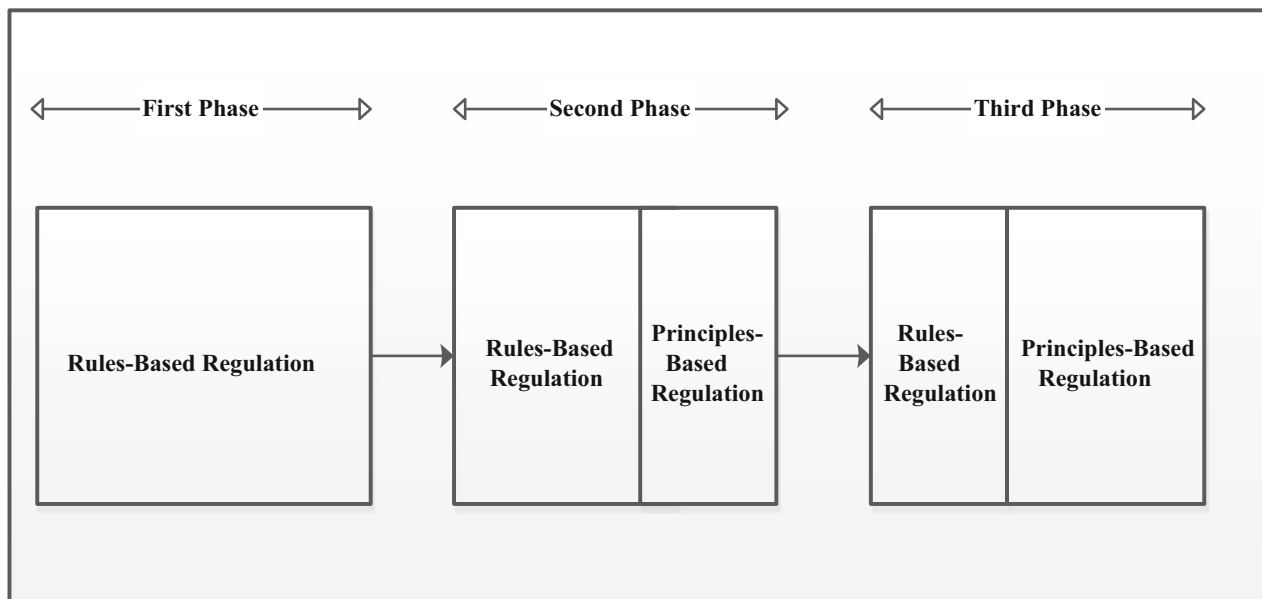 First Phase
Second Phase
Third Phase
Rules-Based Regulation
Rules-Based
Regulation
Principles-
Based
Regulation
Rules-
Based
Regulation
Principles-Based
Regulation